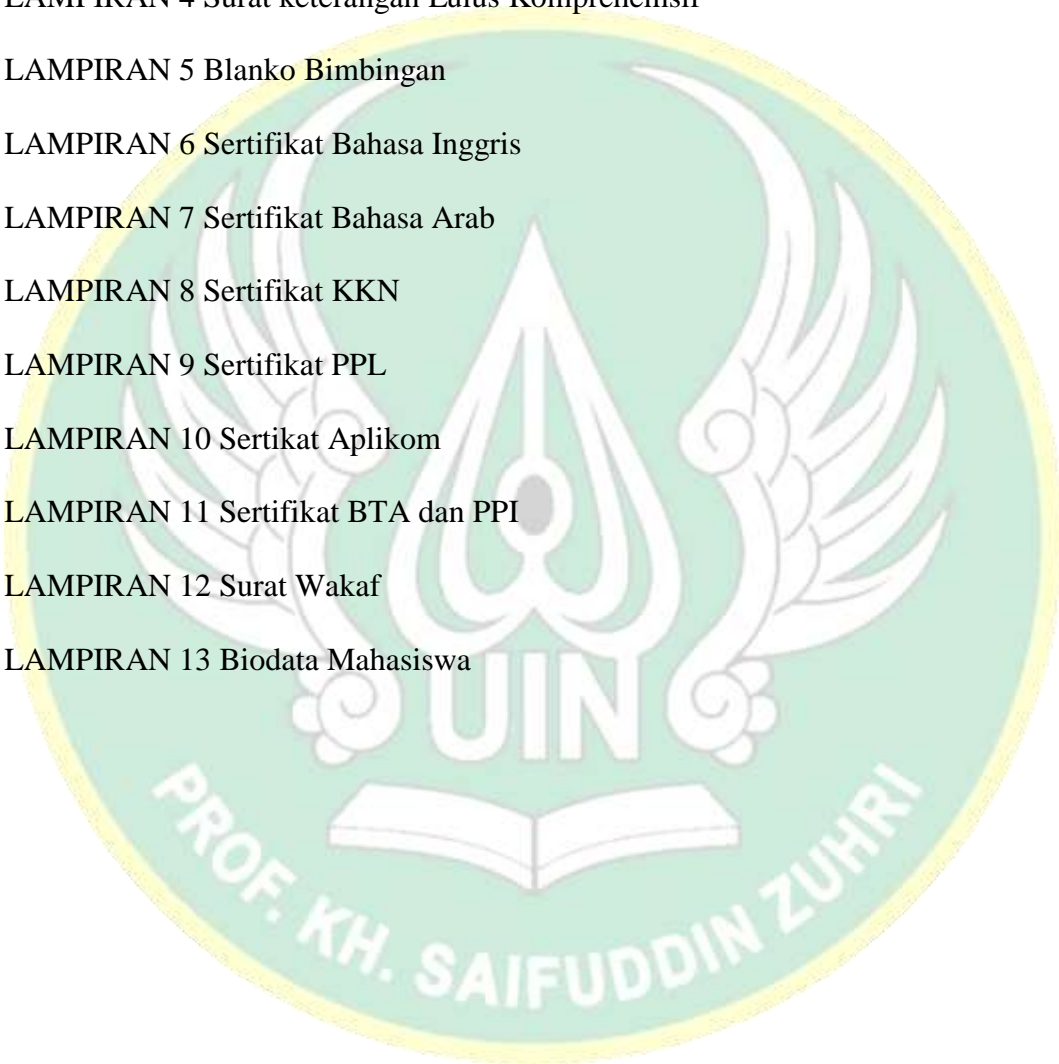 LAMPIRAN 4 Surat keterangan Lulus Komprehensif
LAMPIRAN 5 Blanko Bimbingan
LAMPIRAN 6 Sertifikat Bahasa Inggris
LAMPIRAN 7 Sertifikat Bahasa Arab
LAMPIRAN 8 Sertifikat KKN
LAMPIRAN 9 Sertifikat PPL
LAMPIRAN 10 Sertikat Aplikom
LAMPIRAN 11 Sertifikat BTA dan PPI
LAMPIRAN 12 Surat Wakaf
LAMPIRAN 13 Biodata Mahasiswa
UIN
PROF. KH. SAIFUDDIN ZUHRI